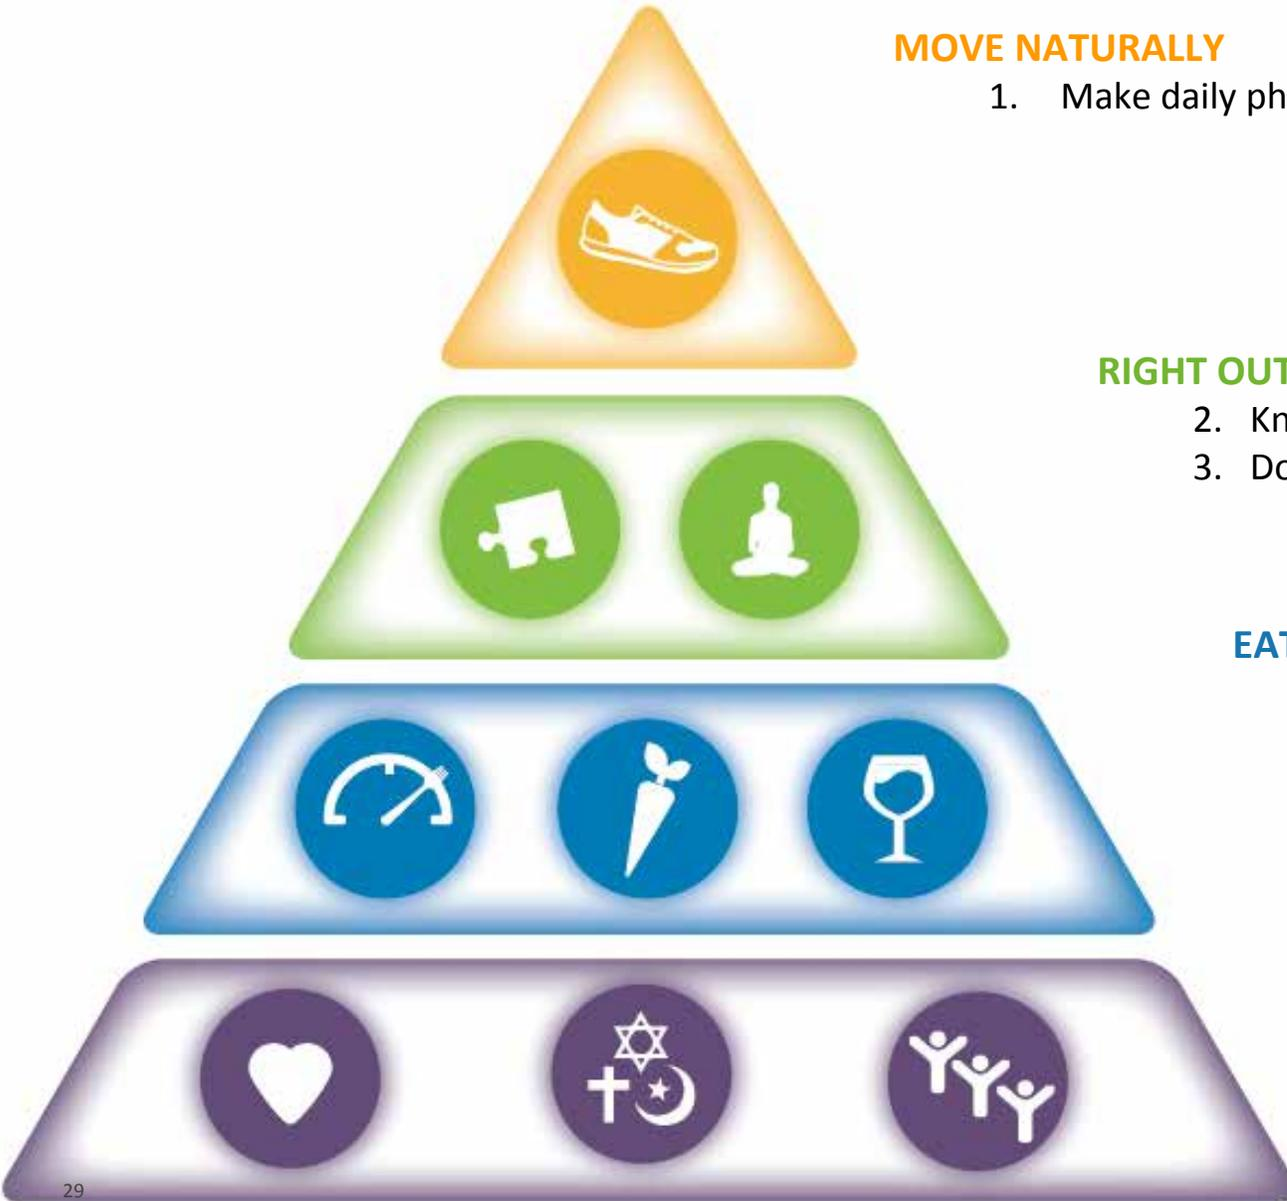 MOVE NATURALLY
1. Make daily ph
RIGHT OUT
2. Kn
3. Do
EAT
29